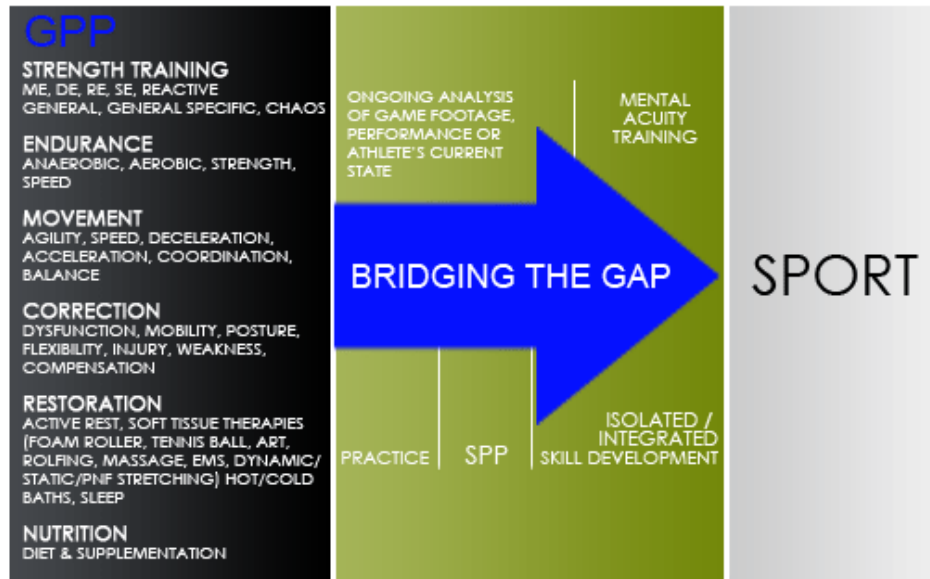 GPP
STRENGTH TRAINING
ME, DE, RE, SE, REACTIVE
GENERAL, GENERAL SPECIFIC, CHAOS
ENDURANCE
ANAEROBIC, AEROBIC, STRENGTH,
SPEED
MOVEMENT
AGILITY, SPEED, DECELERATION,
ACCELERATION, COORDINATION,
BALANCE
CORRECTION
DYSFUNCTION, MOBILITY, POSTURE,
FLEXIBILITY, INJURY, WEAKNESS,
COMPENSATION
RESTORATION
ACTIVE REST, SOFT TISSUE THERAPIES
(FOAM ROLLER, TENNIS BALL, ART,
ROLFING, MASSAGE, EMS, DYNAMIC/
STATIC/PNF STRETCHING) HOT/COLD
BATHS, SLEEP
NUTRITION
DIET & SUPPLEMENTATION
ONGOING ANALYSIS
OF GAME FOOTAGE,
PERFORMANCE OR
ATHLETE'S CURRENT
STATE
MENTAL
ACUITY
TRAINING
BRIDGING THE GAP
PRACTICE
SPP
ISOLATED /
INTEGRATED
SKILL DEVELOPMENT
SPORT